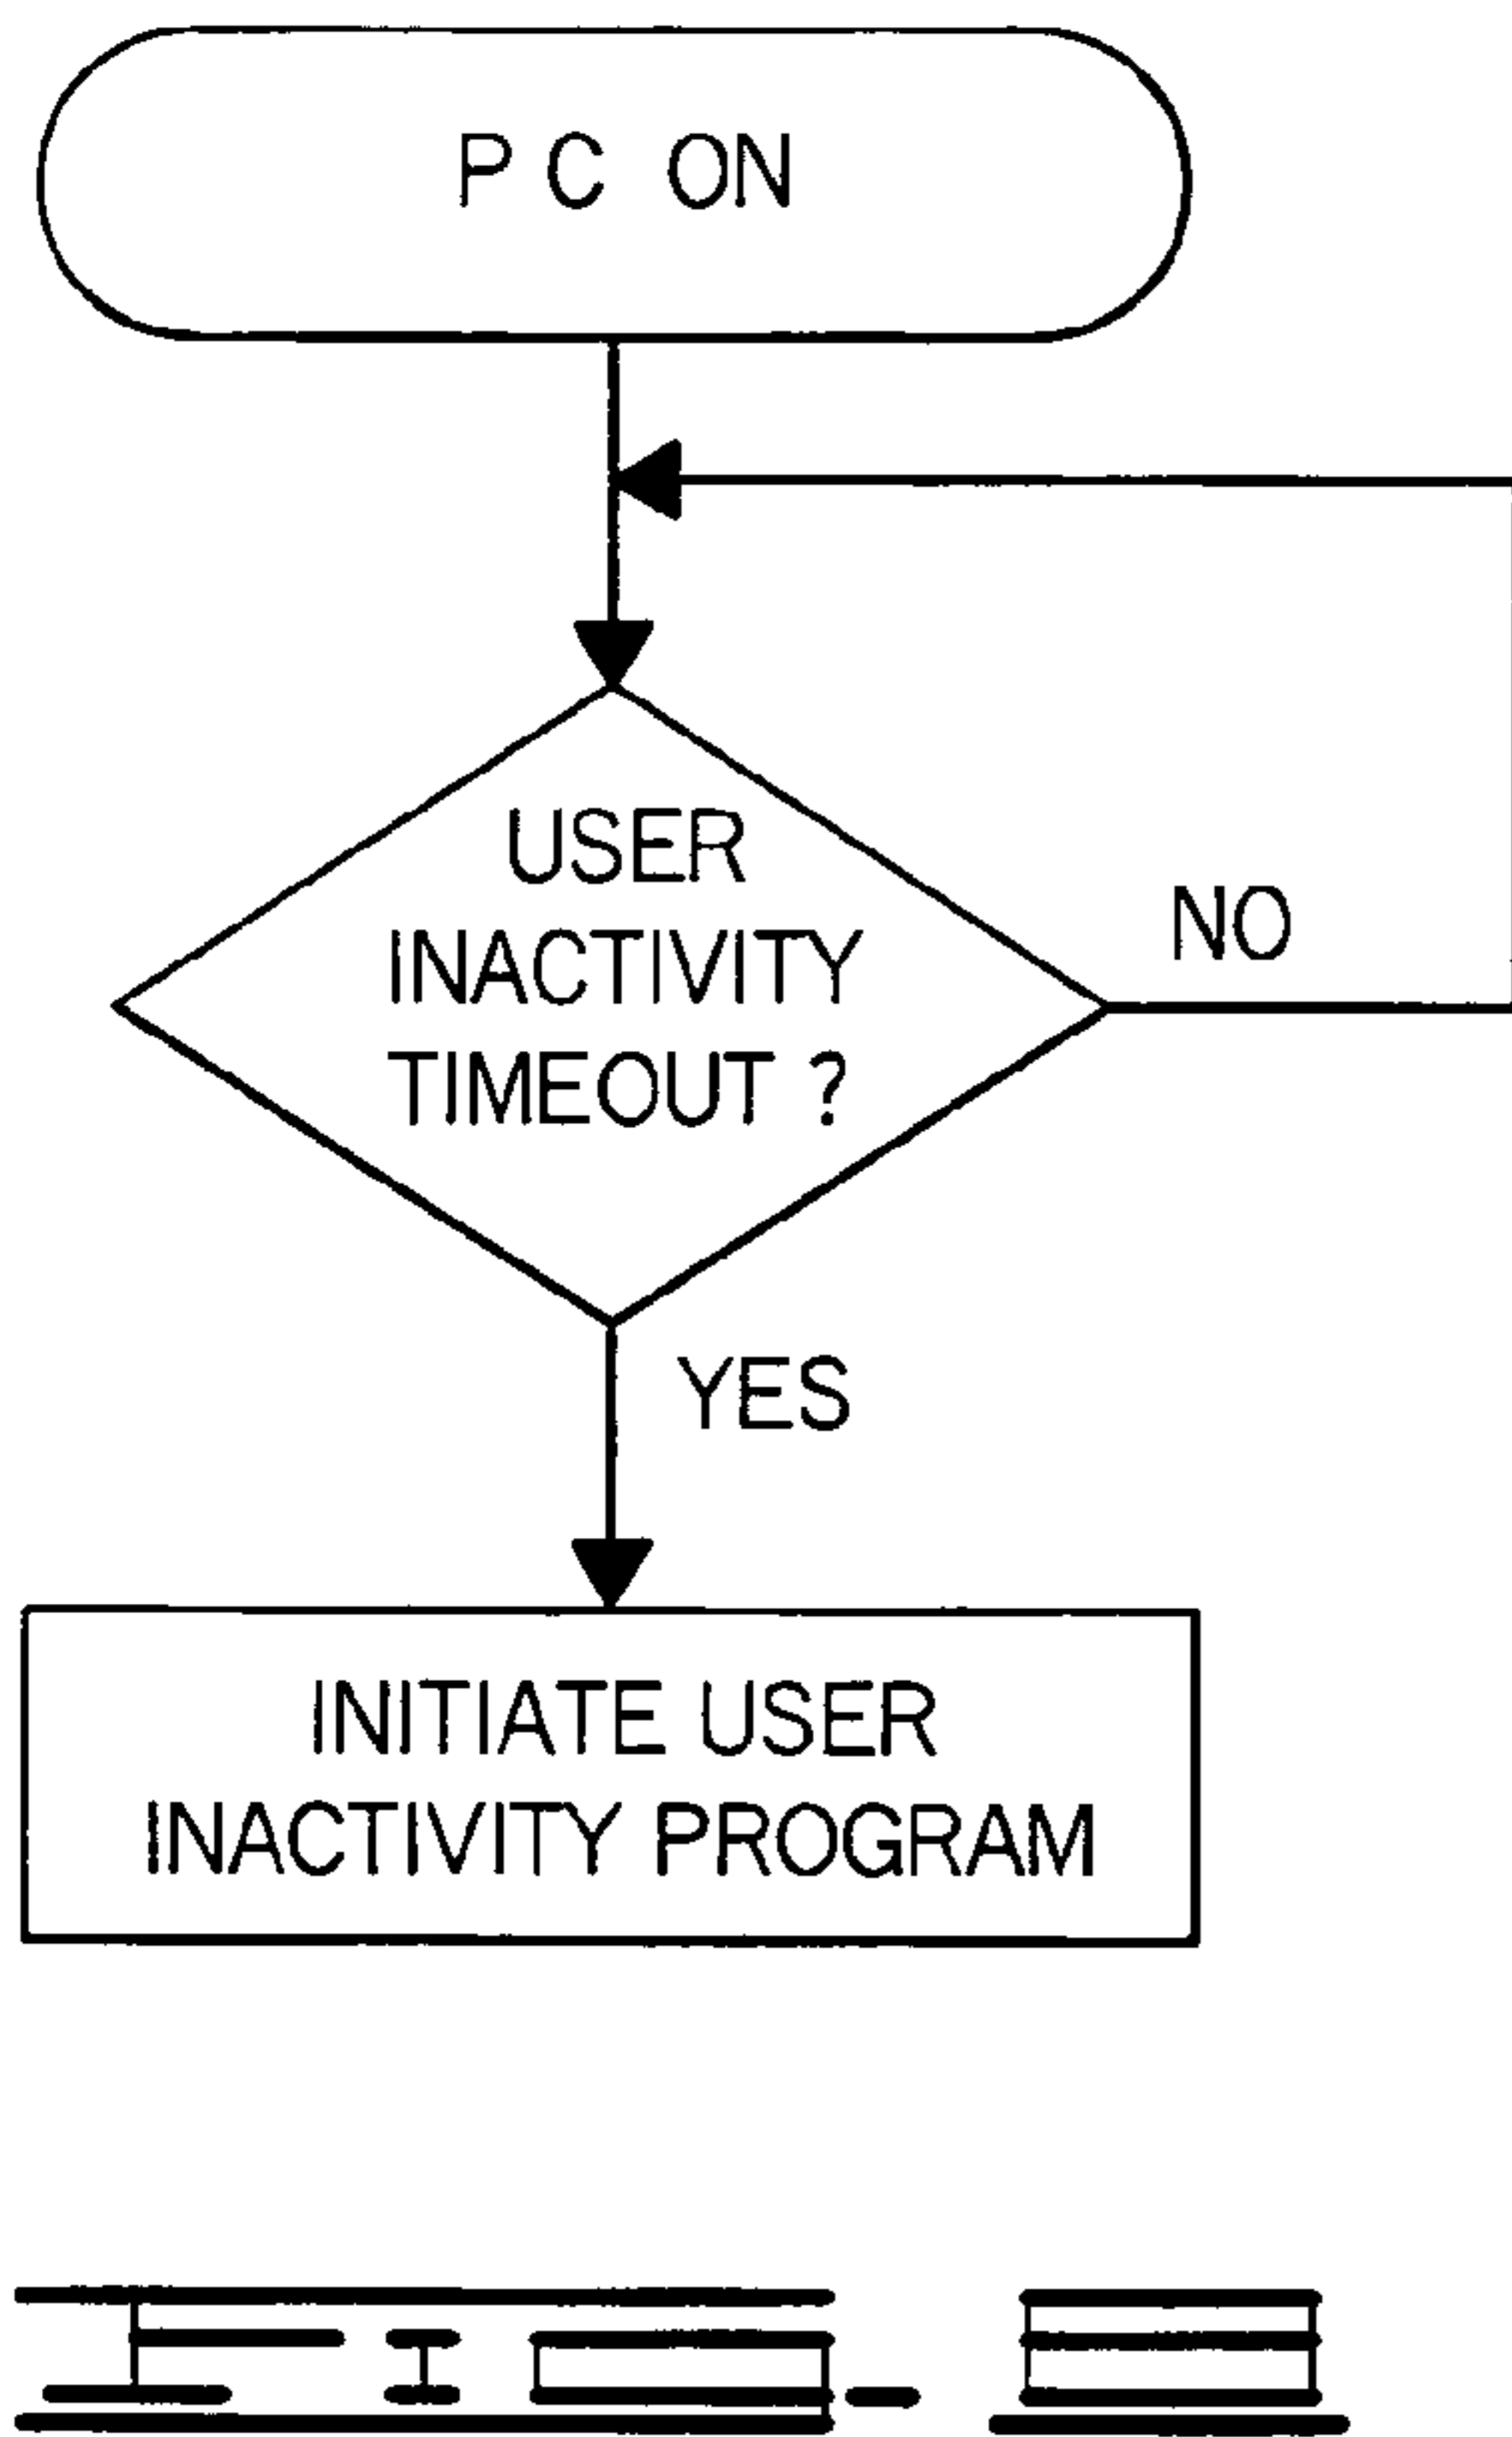 P C ON
USER
INACTIVITY
TIMEOUT ?
NO
YES
INITIATE USER
INACTIVITY PROGRAM